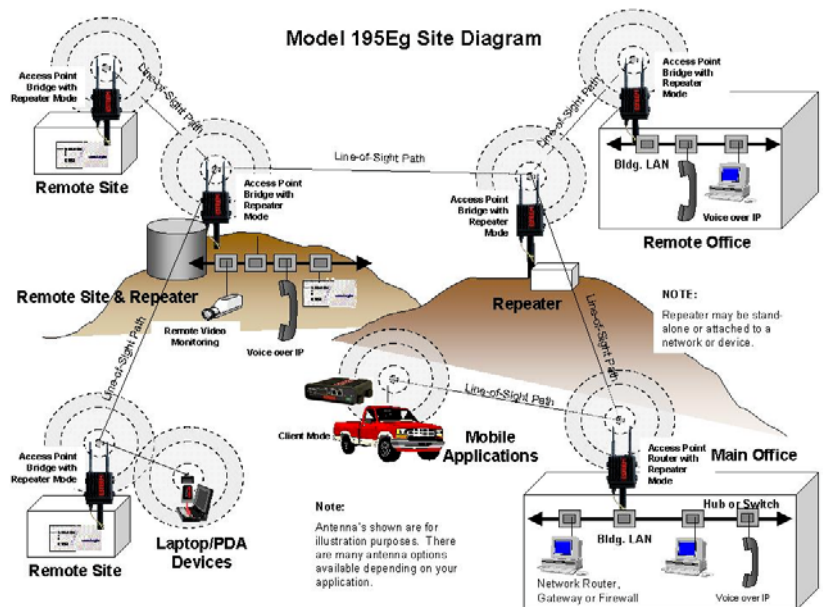 Model 195Eg Site Diagram
Access Point
Bridge with
Repeater Mode
Line-of-Sight Path
Remote Site
Access Point
Bridge with
Repeater
Mode
Line-of-Sight Path
Line-of-Sight Path
Access Point
Bridge with
Repeater
Mode
Access Point
Bridge with
Repeater
Mode
Bldg. LAN
Voice over IP
Remote Office
Remote Site & Repeater
Remote Video
Monitoring
Voice over IP
Repeater
NOTE:
Repeater may be stand-
alone or attached to a
network or device.
Line-of-Sight Path
Line-of-Sight Path
Client Mode
Line-of-Sight Path
Mobile
Applications
Access Point
Bridge with
Repeater Mode
Remote Site
Laptop/PDA
Devices
Note:
Antenna's shown are for
illustration purposes. There
are many antenna options
available depending on your
application.
Access Point
Router with
Repeater
Mode
Main Office
Hub or Switch
Bldg. LAN
Network Router,
Gateway or Firewall
Voice over IP